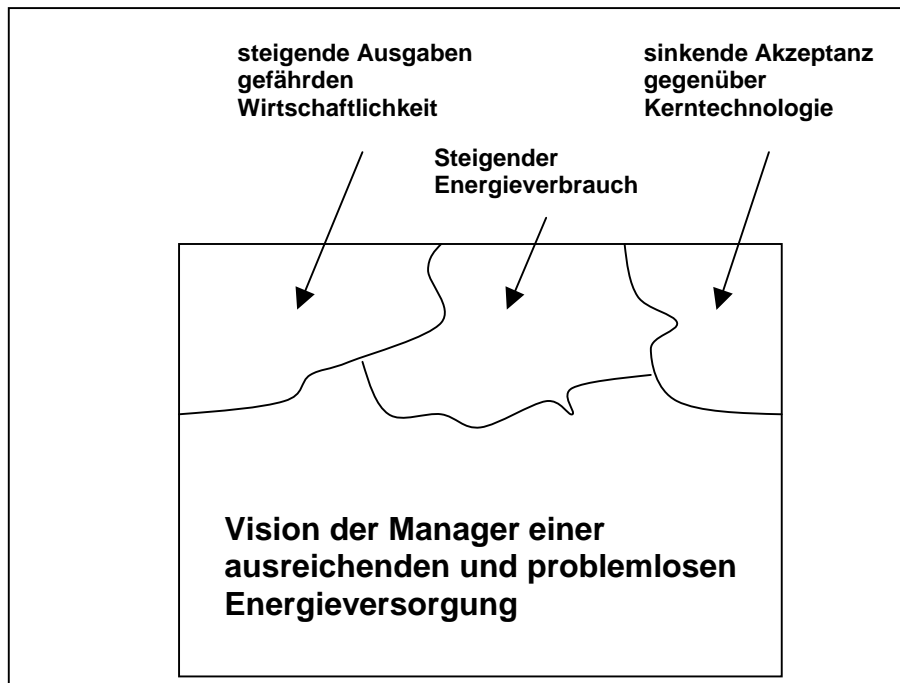 steigende Ausgaben
gefährden
Wirtschaftlichkeit
sinkende Akzeptanz
gegenüber
Kerntechnologie
Steigender
Energieverbrauch
Vision der Manager einer
ausreichenden und problemlosen
Energieversorgung